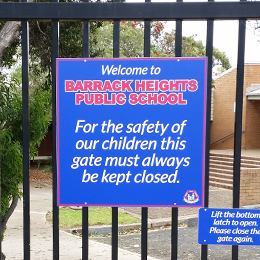 Welcome to
BARRACK HEIGHTS
PUBLIC SCHOOL
For the safety of
our children this
gate must always
be kept closed.
Lift the bottom
latch to open.
Please close the
gate again.